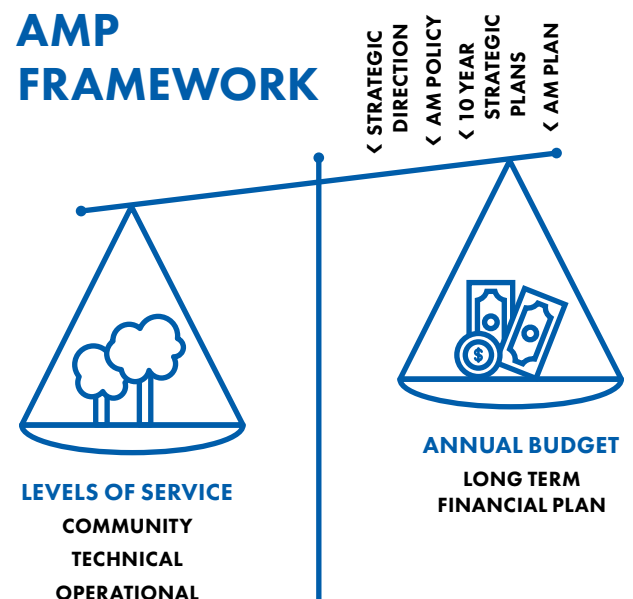 AMP
FRAMEWORK
< STRATEGIC
DIRECTION
< AM POLICY
< 10 YEAR
STRATEGIC
PLANS
< AM PLAN
$
ANNUAL BUDGET
LONG TERM
FINANCIAL PLAN
LEVELS OF SERVICE
COMMUNITY
TECHNICAL
OPERATIONAL